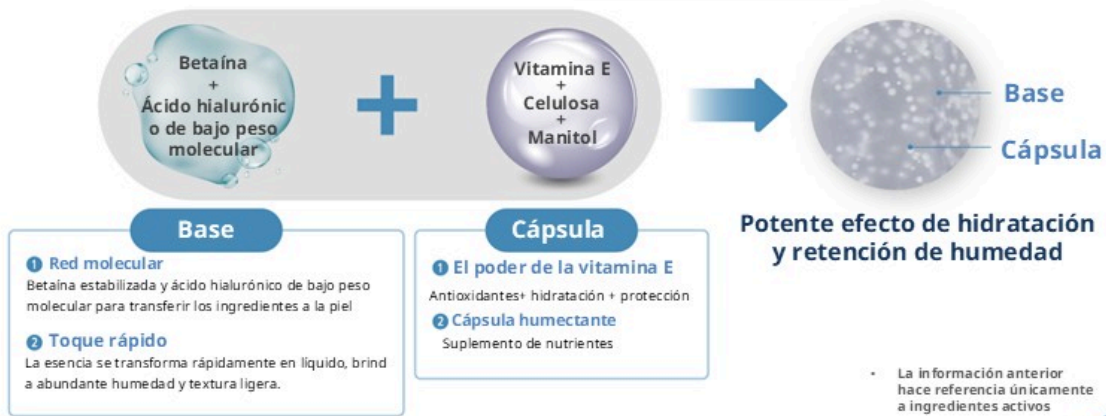 Betaína
+
Ácido hialurónic
o de bajo peso
molecular
+
Vitamina E
+
Celulosa
+
Manitol
Base
Cápsula
Potente efecto de hidratación
y retención de humedad
Base
1 Red molecular
Betaína estabilizada y ácido hialurónico de bajo peso
molecular para transferir los ingredientes a la piel
2 Toque rápido
La esencia se transforma rápidamente en líquido, brind
a abundante humedad y textura ligera.
Cápsula
1 El poder de la vitamina E
Antioxidantes+ hidratación + protección
2 Cápsula humectante
Suplemento de nutrientes
• La información anterior
hace referencia únicamente
a ingredientes activos